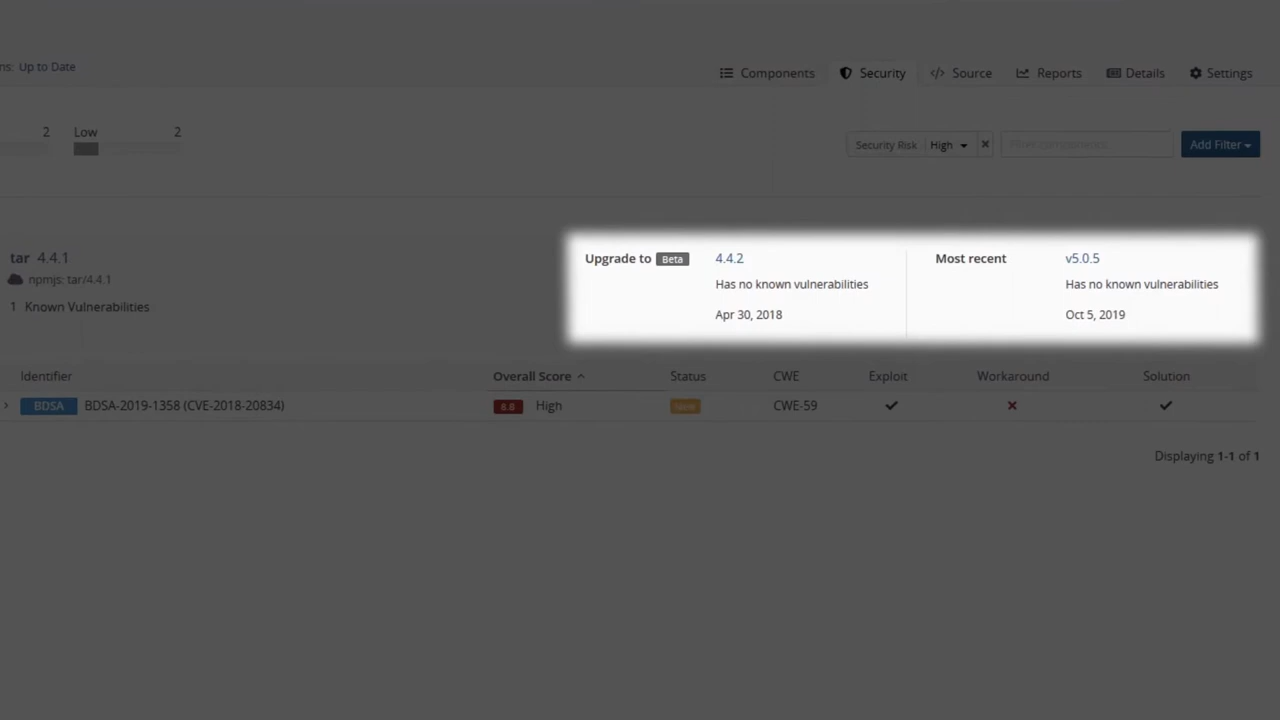 ns: Up to Date
Components Security Source Reports Details Settings
2 Low 2
Security Risk High × Filter components... Add Filter
tar 4.4.1 Upgrade to Beta 4.4.2 Most recent v5.0.5
npmjs: tar/4.4.1 Has no known vulnerabilities Has no known vulnerabilities
1 Known Vulnerabilities Apr 30, 2018 Oct 5, 2019
Identifier Overall Score Status CWE Exploit Workaround Solution
BDSA BDSA-2019-1358 (CVE-2018-20834) 8.8 High New CWE-59
Displaying 1-1 of 1